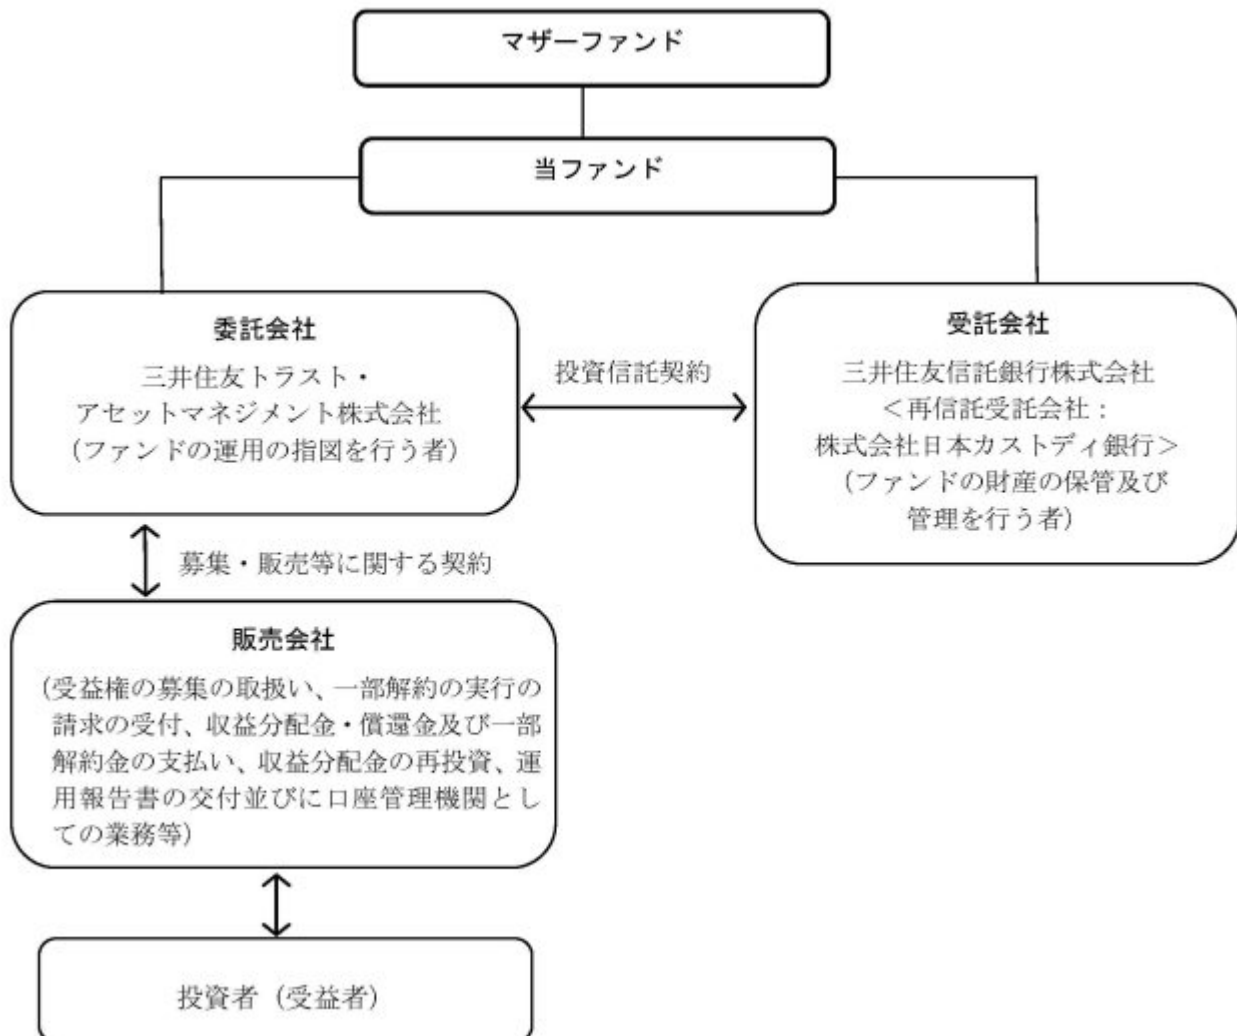 マザーファンド
当ファンド
委託会社
三井住友トラスト・
アセットマネジメント株式会社
（ファンドの運用の指図を行う者）
投資信託契約
受託会社
三井住友信託銀行株式会社
＜再信託受託会社：
株式会社日本カストディ銀行＞
（ファンドの財産の保管及び
管理を行う者）
募集・販売等に関する契約
販売会社
（受益権の募集の取扱い、一部解約の実行の
請求の受付、収益分配金・償還金及び一部
解約金の支払い、収益分配金の再投資、運
用報告書の交付並びに口座管理機関とし
ての業務等）
投資者（受益者）